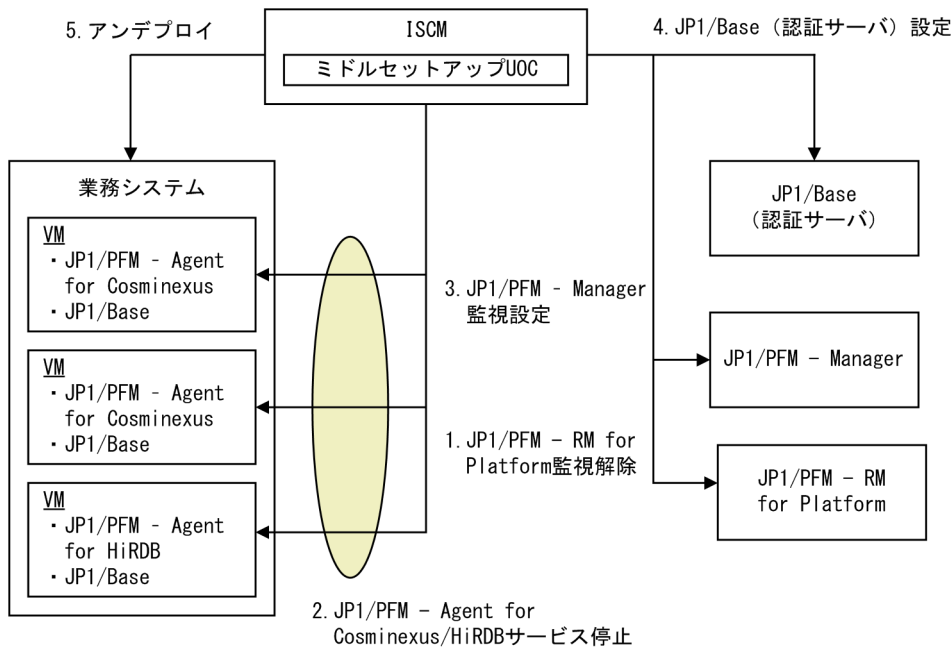 5.アンデプロイ
ISCM
ミドルセットアップUOC
4.JP1/Base（認証サーバ）設定
業務システム
VM
・JP1/PFM - Agent
for Cosminexus
・JP1/Base
VM
・JP1/PFM - Agent
for Cosminexus
・JP1/Base
VM
・JP1/PFM - Agent
for HiRDB
・JP1/Base
3.JP1/PFM - Manager
監視設定
1.JP1/PFM - RM for
Platform監視解除
2.JP1/PFM - Agent for
Cosminexus/HiRDBサービス停止
JP1/Base
（認証サーバ）
JP1/PFM - Manager
JP1/PFM - RM
for Platform